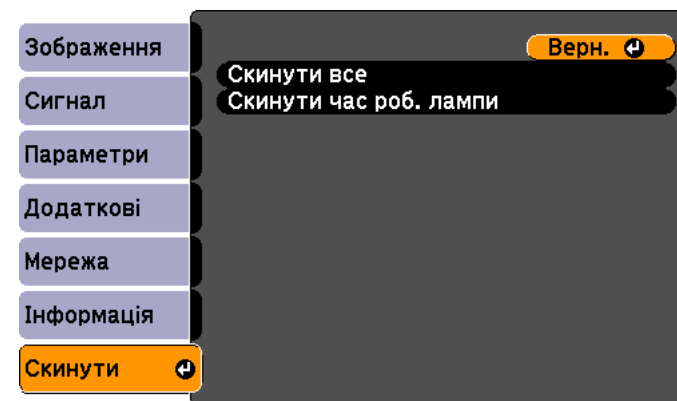 Зображення
Сигнал
Параметри
Додаткові
Мережа
Інформація
Скинути
Верн.
Скинути все
Скинути час роб. лампи